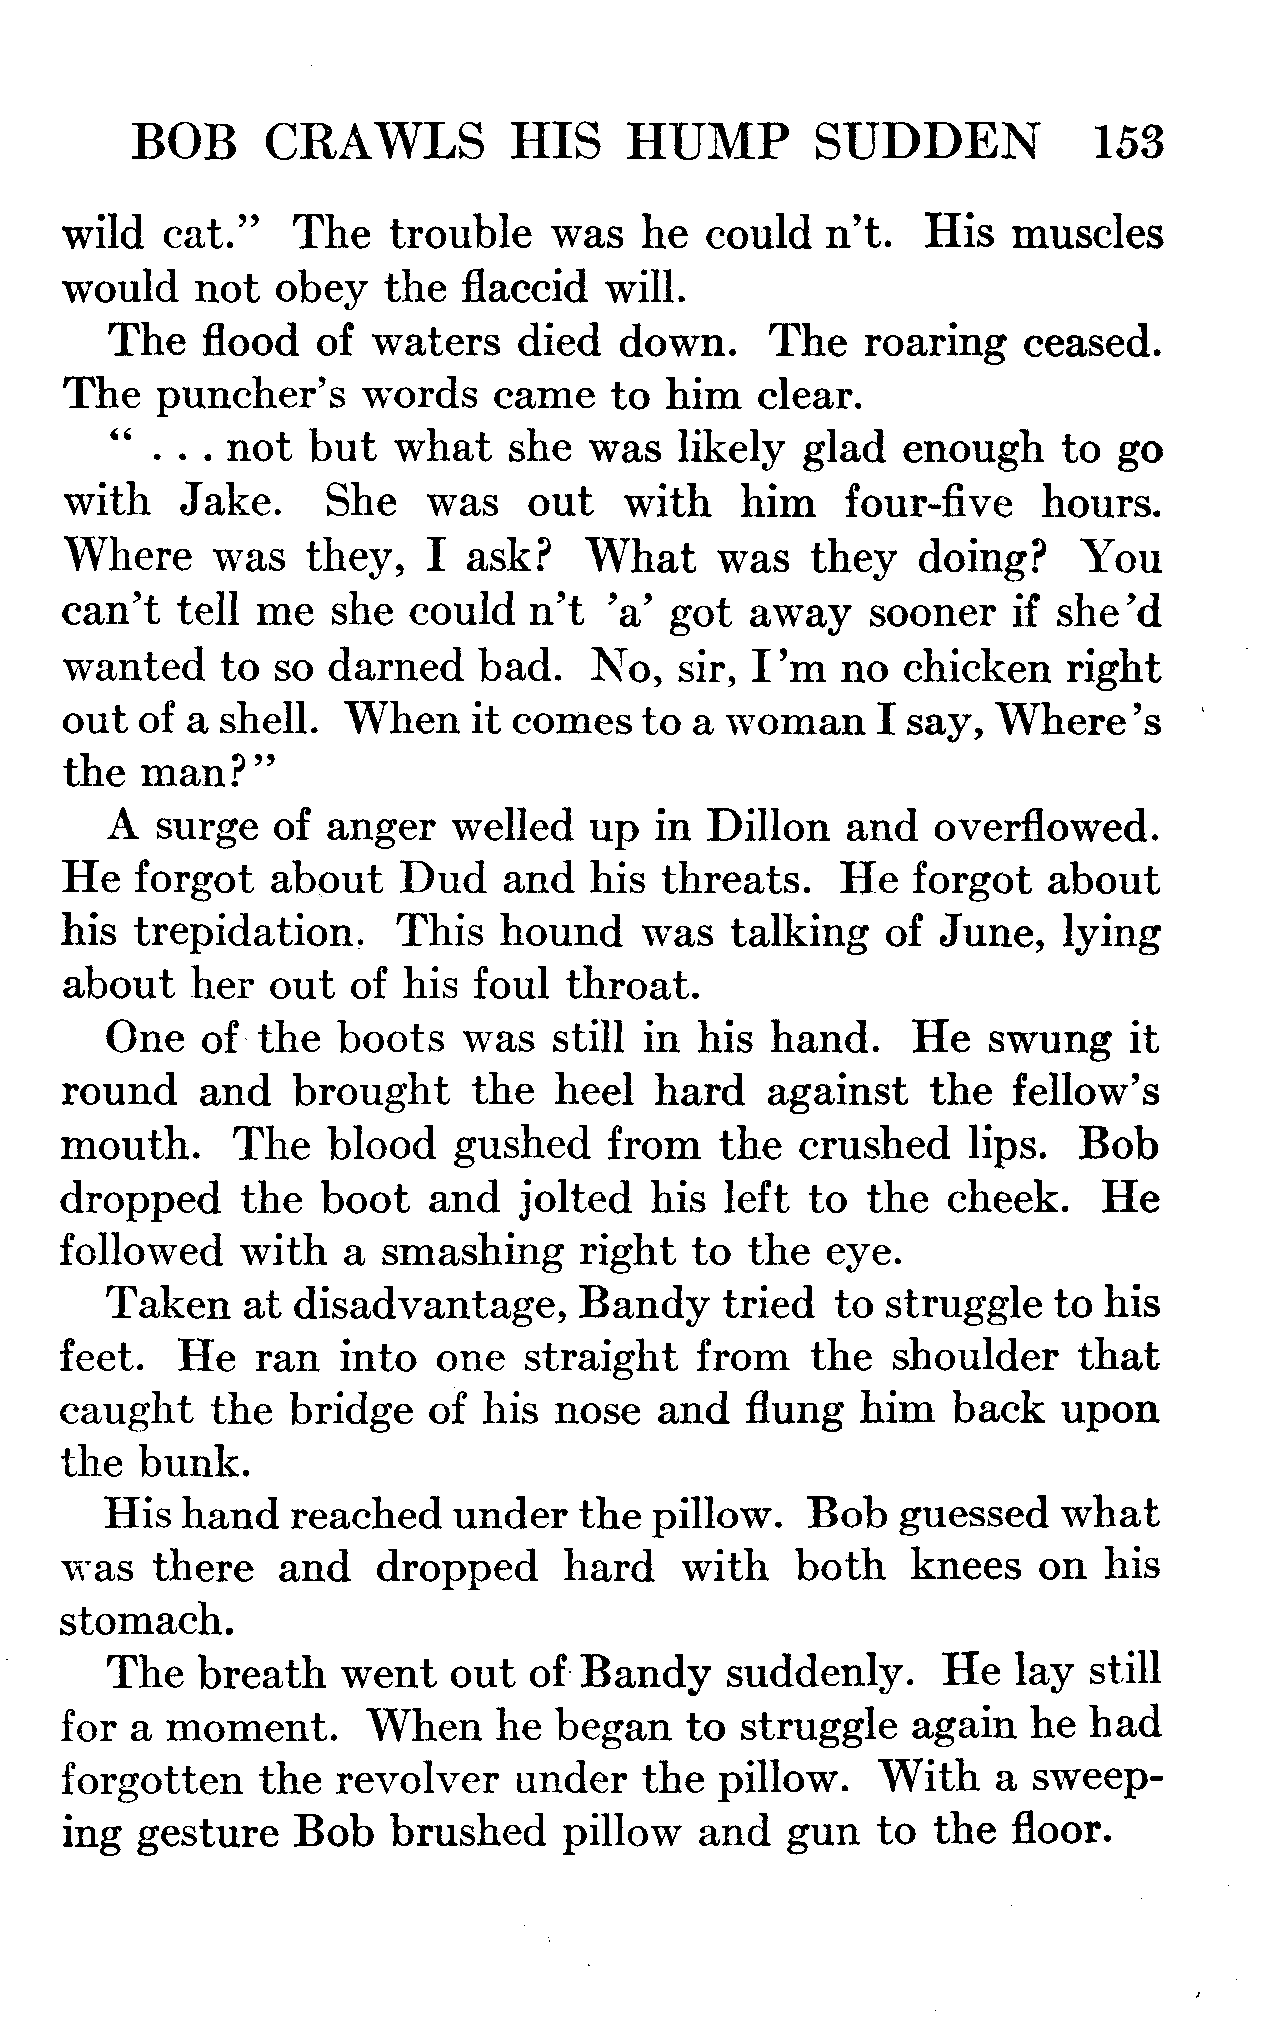 BOB CRAWLS HIS HUMP SUDDEN 153
wild cat.” The trouble was he could n’t. His muscles
would not obey the flaccid will.
The flood of waters died down. The roaring ceased.
The puncher’s words came to him clear.
“ . . . not but what she was likely glad enough to go
with Jake. She was out with him four-five hours.
Where was they, I ask? What was they doing? You
can’t tell me she could n’t ’a’ got away sooner if she ’d
wanted to so darned bad. No, sir, I ’m no chicken right
out of a shell. When it comes to a woman I say, Where ’s
the man?”
A surge of anger welled up in Dillon and overflowed.
He forgot about Dud and his threats. He forgot about
his trepidation. This hound was talking of June, lying
about her out of his foul throat.
One of the boots was still in his hand. He swung it
round and brought the heel hard against the fellow’s
mouth. The blood gushed from the crushed lips. Bob
dropped the boot and jolted his left to the cheek. He
followed with a smashing right to the eye.
Taken at disadvantage, Bandy tried to struggle to his
feet. He ran into one straight from the shoulder that
caught the bridge of his nose and flung him back upon
the bunk.
His hand reached under the pillow. Bob guessed what
was there and dropped hard with both knees on his
stomach.
The breath went out of Bandy suddenly. He lay still
for a moment. When he began to struggle again he had
forgotten the revolver under the pillow. With a sweep-
ing gesture Bob brushed pillow and gun to the floor.